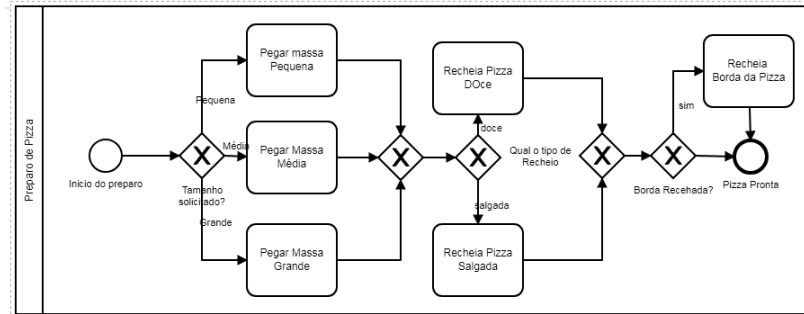 Preparo de Pizza
Inicio do preparo
Tamanho
solicitado?
Pequena
Média
Grande
Pegar massa
Pequena
Pegar Massa
Média
Pegar Massa
Grande
doce
salgada
Recheia Pizza
DOce
Recheia Pizza
Salgada
Qual o tipo de
Recheio
Borda Recehada?
sim
Recheia
Borda da Pizza
Pizza Pronta